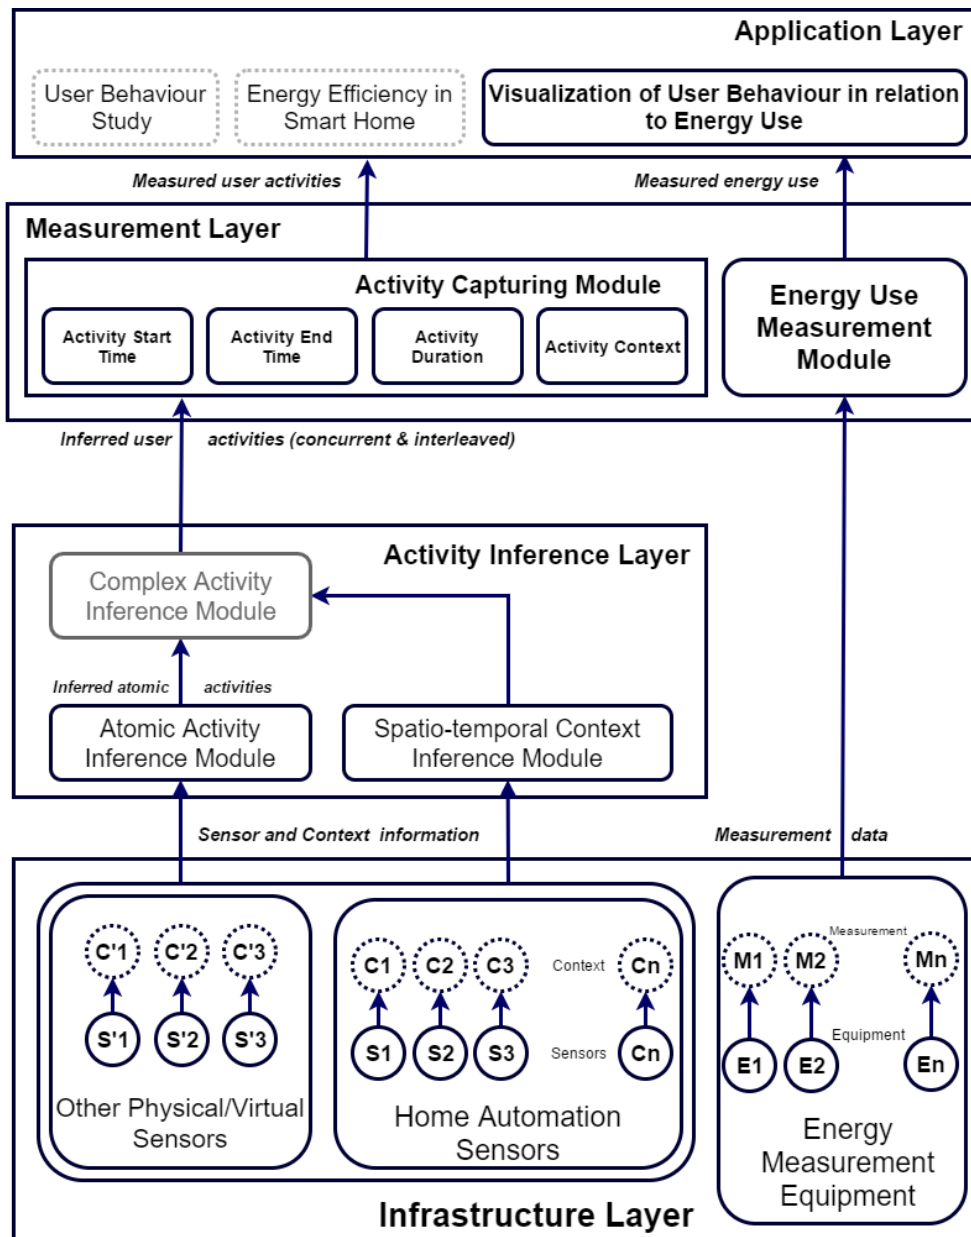 Application Layer
User Behaviour
Study
Energy Efficiency in
Smart Home
Visualization of User Behaviour in relation
to Energy Use
Measured user activities
Measured energy use
Measurement Layer
Activity Capturing Module
Activity Start
Time
Activity End
Time
Activity
Duration
Activity Context
Energy Use
Measurement
Module
Inferred user activities (concurrent & interleaved)
Activity Inference Layer
Complex Activity
Inference Module
Inferred atomic activities
Atomic Activity
Inference Module
Spatio-temporal Context
Inference Module
Sensor and Context information
Measurement data
C'1 C'2 C'3
S'1 S'2 S'3
Other Physical/Virtual
Sensors
C1 C2 C3 Context Cn
S1 S2 S3 Sensors Cn
Home Automation
Sensors
Measurement
M1 M2 Mn
Equipment
E1 E2 En
Energy
Measurement
Equipment
Infrastructure Layer